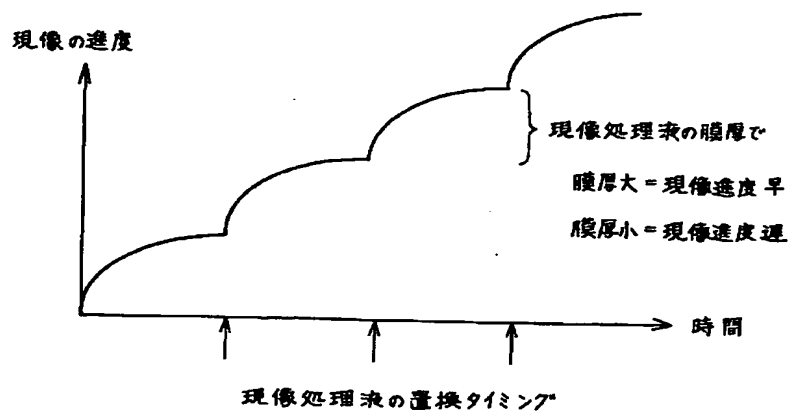 現像の進度
現像処理液の膜厚で
膜厚大=現像進度早
膜厚小=現像進度遅
時間
現像処理液の置換タイミング